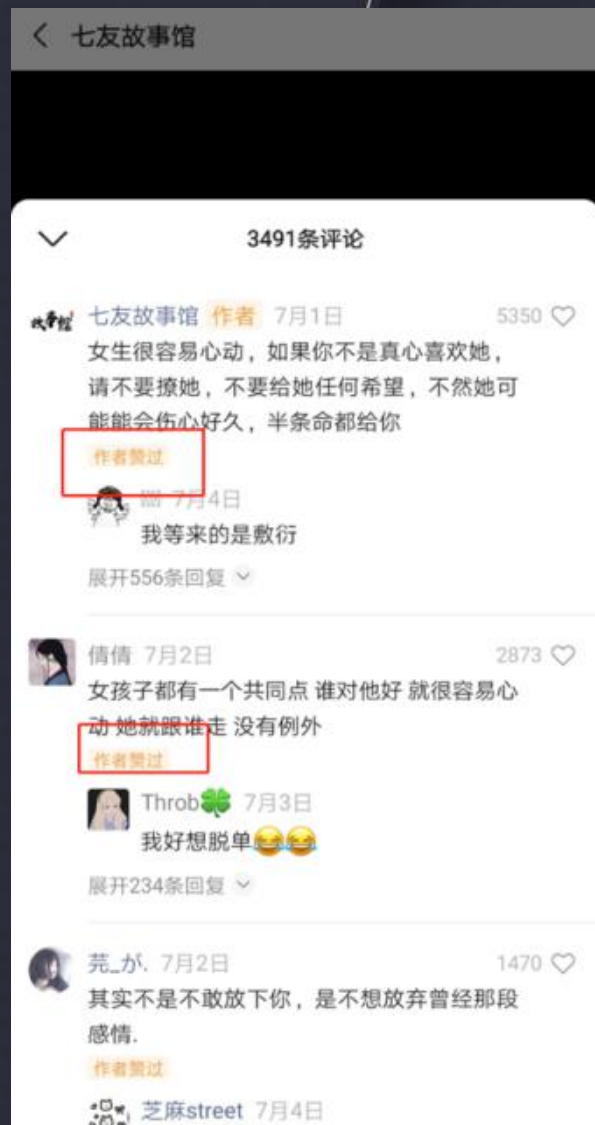 七友故事馆
3491条评论
七友故事馆 作者 7月1日 5350
女生很容易心动，如果你不是真心喜欢她，
请不要撩她，不要给她任何希望，不然她可
能能会伤心好久，半条命都给你
作者赞过
7月4日
我等来的是敷衍
展开556条回复
倩倩 7月2日 2873
女孩子都有一个共同点 谁对他好 就很容易心
动 她就跟谁走 没有例外
作者赞过
Throb🍀 7月3日
我好想脱单😂😂
展开234条回复
芫_が. 7月2日 1470
其实不是不敢放下你，是不想放弃曾经那段
感情.
作者赞过
芝麻street 7月4日